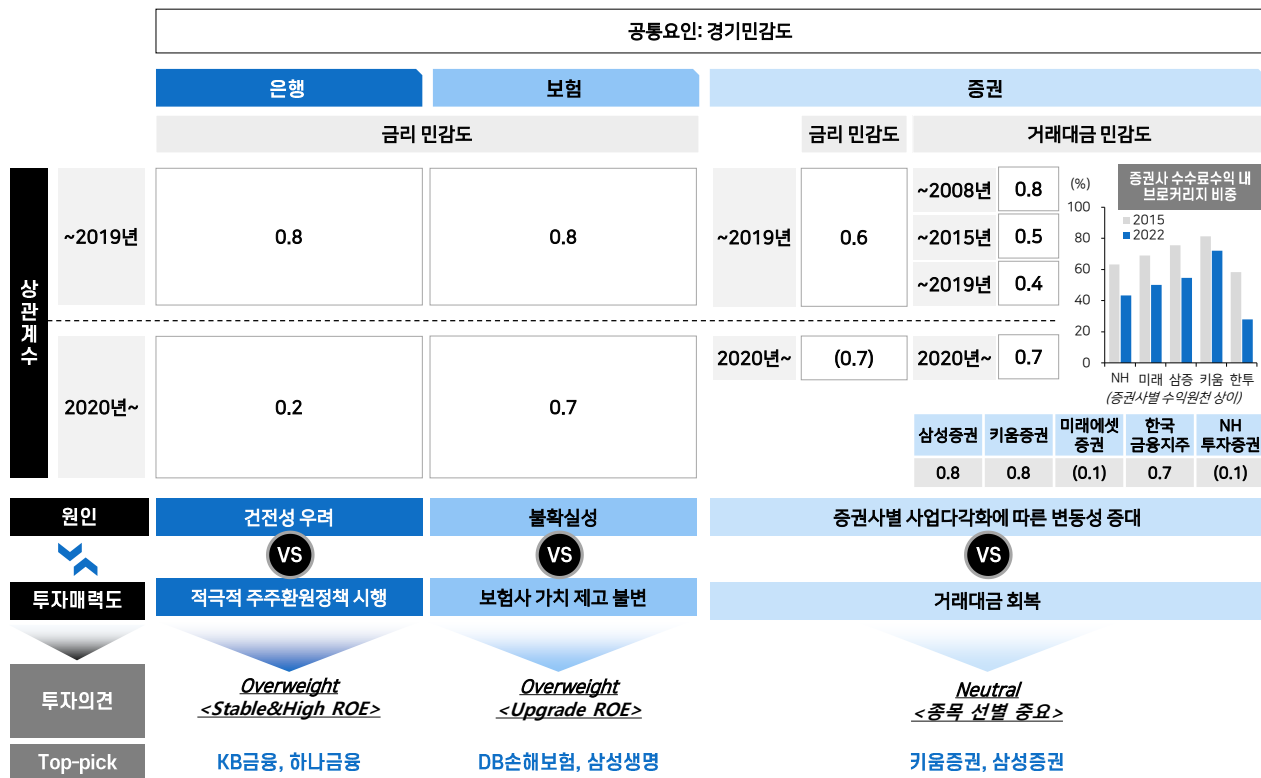 공통요인: 경기민감도
은행
보험
증권
금리 민감도
금리 민감도
거래대금 민감도
상관계수
~2019년
0.8
0.8
~2019년
0.6
~2008년
0.8
~2015년
0.5
~2019년
0.4
2020년~
0.2
0.7
2020년~
(0.7)
2020년~
0.7
증권사 수수료수익 내
브로커리지 비중
(%)
100
80
60
40
20
0
2015
2022
NH 미래 삼증 키움 한투
(증권사별 수익원천 상이)
삼성증권 키움증권 미래에셋증권 한국금융지주 NH투자증권
0.8 0.8 (0.1) 0.7 (0.1)
원인
건전성 우려
불확실성
증권사별 사업다각화에 따른 변동성 증대
VS
VS
VS
투자매력도
적극적 주주환원정책 시행
보험사 가치 제고 불변
거래대금 회복
투자의견
Overweight
<Stable&High ROE>
Overweight
<Upgrade ROE>
Neutral
<종목 선별 중요>
Top-pick
KB금융, 하나금융
DB손해보험, 삼성생명
키움증권, 삼성증권